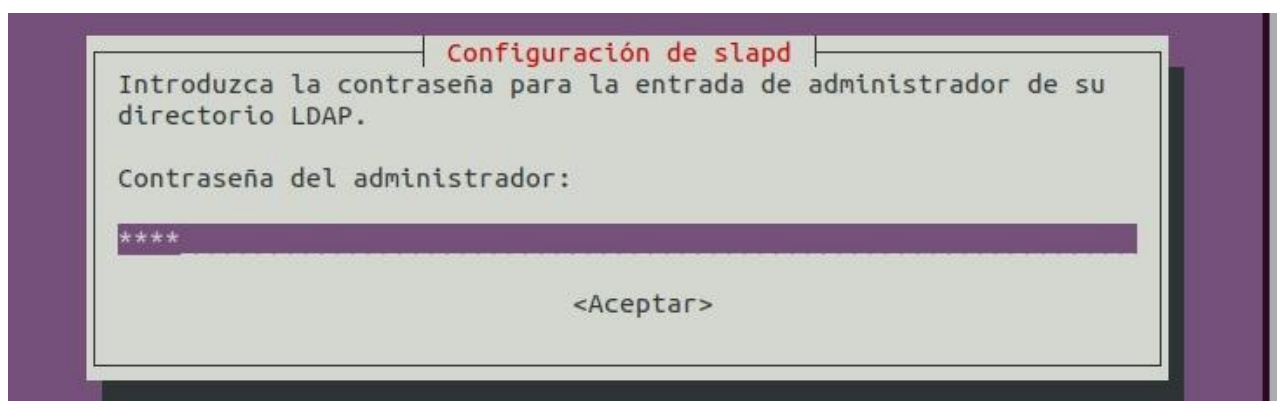 Configuración de slapd
Introduzca la contraseña para la entrada de administrador de su
directorio LDAP.
Contraseña del administrador:
****
<Aceptar>